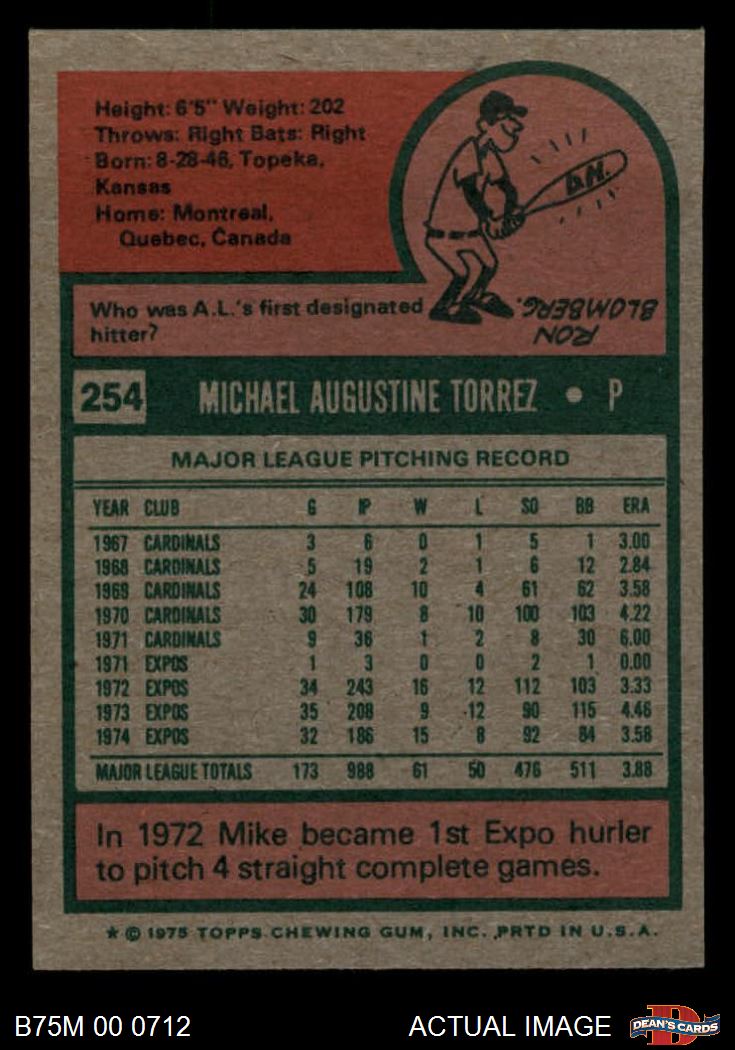 Height: 6'5" Weight: 202
Throws: Right Bats: Right
Born: 8-28-46, Topeka,
Kansas
Home: Montreal,
Quebec, Canada
D.H.
Who was A.L.'s first designated
hitter?
RON
BLOMBERG.
254 MICHAEL AUGUSTINE TORREZ • P
MAJOR LEAGUE PITCHING RECORD
YEAR CLUB G IP W L SO BB ERA
1967 CARDINALS 3 6 0 1 5 1 3.00
1968 CARDINALS 5 19 2 1 6 12 2.84
1969 CARDINALS 24 108 10 4 61 62 3.58
1970 CARDINALS 30 179 8 10 100 103 4.22
1971 CARDINALS 9 36 1 2 8 30 6.00
1971 EXPOS 1 3 0 0 2 1 0.00
1972 EXPOS 34 243 16 12 112 103 3.33
1973 EXPOS 35 208 9 12 90 115 4.46
1974 EXPOS 32 186 15 8 92 84 3.58
MAJOR LEAGUE TOTALS 173 988 61 50 476 511 3.88
In 1972 Mike became 1st Expo hurler
to pitch 4 straight complete games.
* © 1975 TOPPS CHEWING GUM, INC. PRTD IN U.S.A.
B75M 00 0712 ACTUAL IMAGE D DEAN'S CARDS